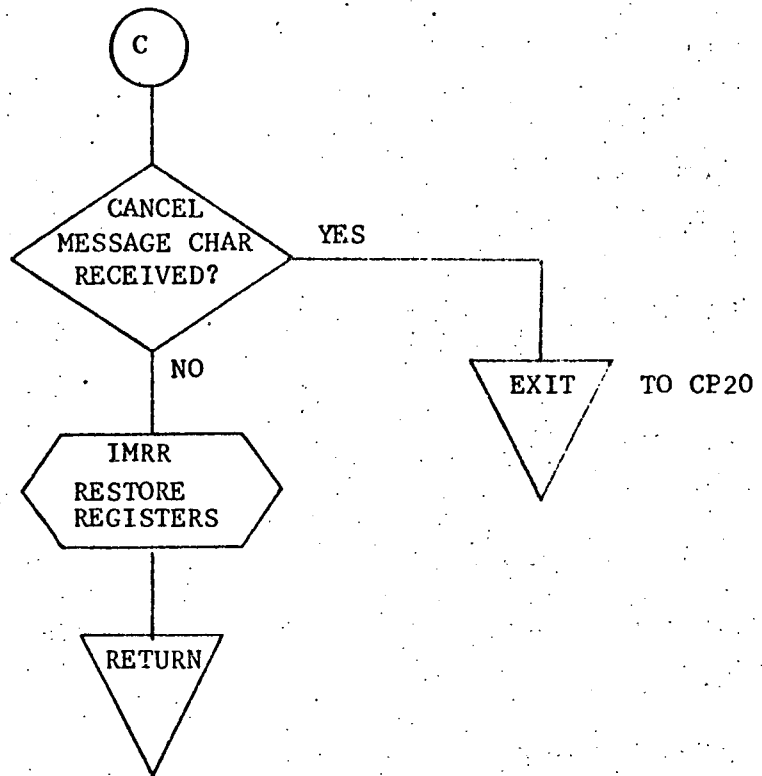 C
CANCEL
MESSAGE CHAR
RECEIVED?
YES
NO
EXIT
TO CP20
IMRR
RESTORE
REGISTERS
RETURN